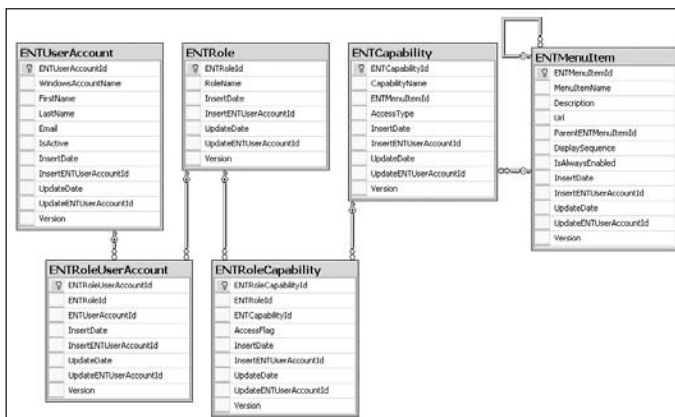 ENTUserAccount
ENTUserAccountId
WindowsAccountName
FirstName
LastName
Email
IsActive
InsertDate
InsertENTUserAccountId
UpdateDate
UpdateENTUserAccountId
Version
ENTRole
ENTRoleId
RoleName
InsertDate
InsertENTUserAccountId
UpdateDate
UpdateENTUserAccountId
Version
ENTCapability
ENTCapabilityId
CapabilityName
ENTMenuItemId
AccessType
InsertDate
InsertENTUserAccountId
UpdateDate
UpdateENTUserAccountId
Version
ENTMenuItem
ENTMenuItemId
MenuItemName
Description
Url
ParentENTMenuItemId
DisplaySequence
IsAlwaysEnabled
InsertDate
InsertENTUserAccountId
UpdateDate
UpdateENTUserAccountId
Version
ENTRoleUserAccount
ENTRoleUserAccountId
ENTRoleId
ENTUserAccountId
InsertDate
InsertENTUserAccountId
UpdateDate
UpdateENTUserAccountId
Version
ENTRoleCapability
ENTRoleCapabilityId
ENTRoleId
ENTCapabilityId
AccessFlag
InsertDate
InsertENTUserAccountId
UpdateDate
UpdateENTUserAccountId
Version